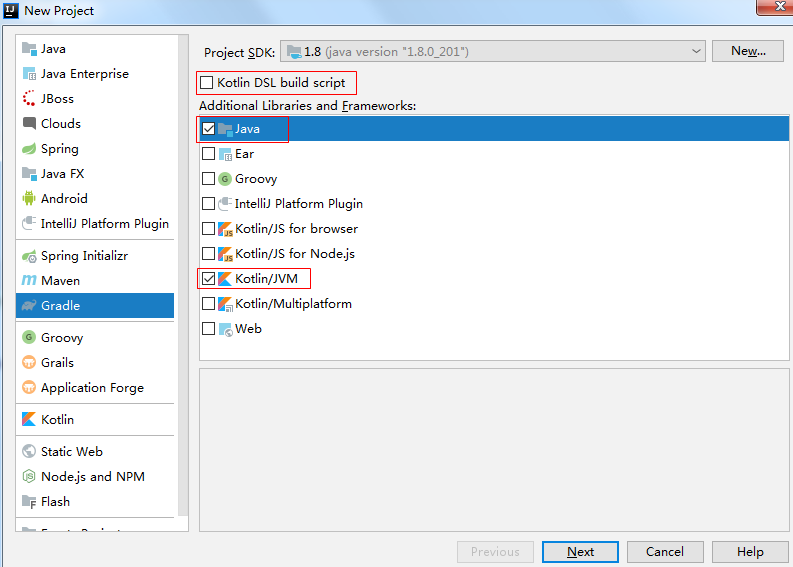 New Project
Java
Java Enterprise
JBoss
Clouds
Spring
Java FX
Android
IntelliJ Platform Plugin
Spring Initializr
Maven
Gradle
Groovy
Grails
Application Forge
Kotlin
Static Web
Node.js and NPM
Flash
Project SDK: 1.8 (java version "1.8.0_201") New...
Kotlin DSL build script
Additional Libraries and Frameworks:
Java
Ear
Groovy
IntelliJ Platform Plugin
Kotlin/JS for browser
Kotlin/JS for Node.js
Kotlin/JVM
Kotlin/Multiplatform
Web
Previous Next Cancel Help